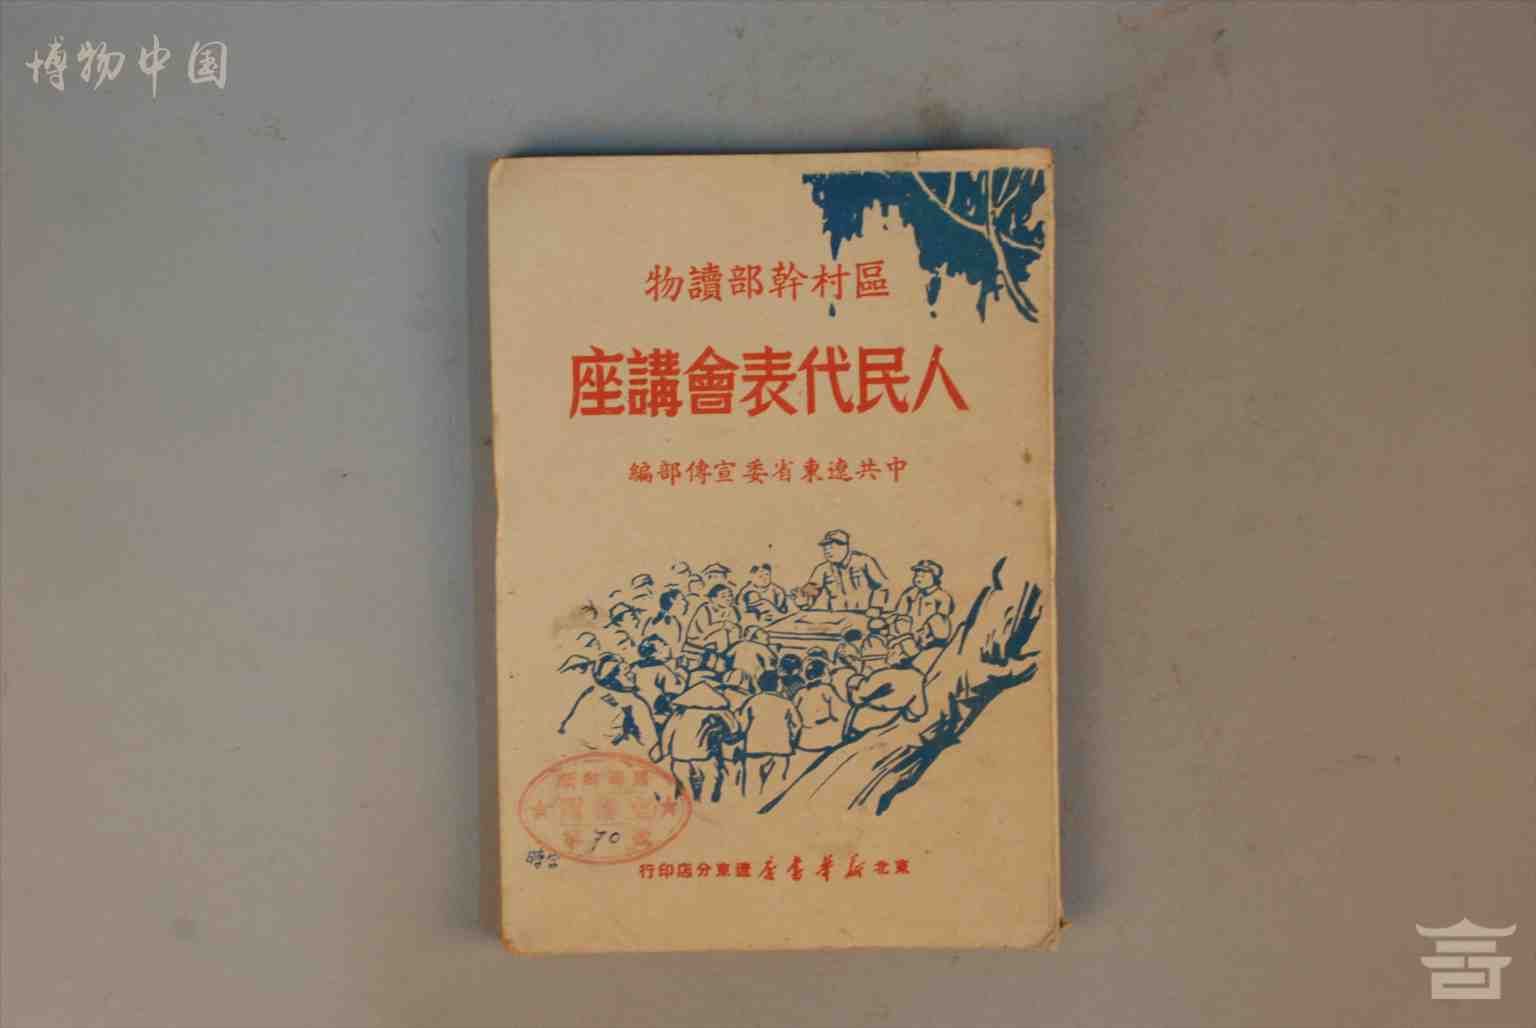 博物中国
區村幹部讀物
人民代表會講座
中共遼東省委宣傳部編
70
東北新華書店遼東分店印行